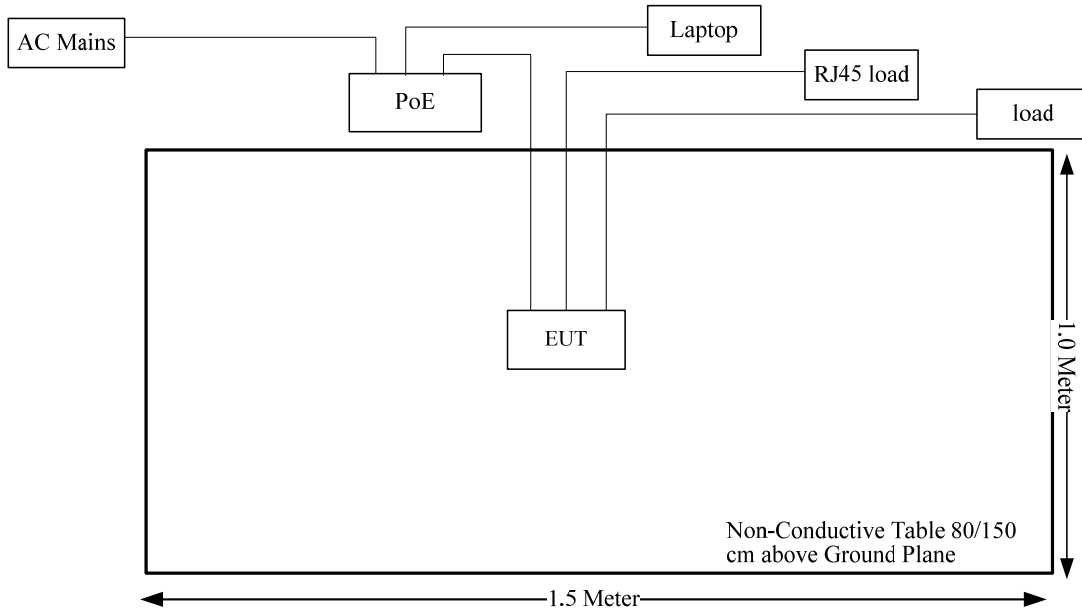 AC Mains
Laptop
RJ45 load
PoE
load
EUT
1.0 Meter
Non-Conductive Table 80/150
cm above Ground Plane
1.5 Meter